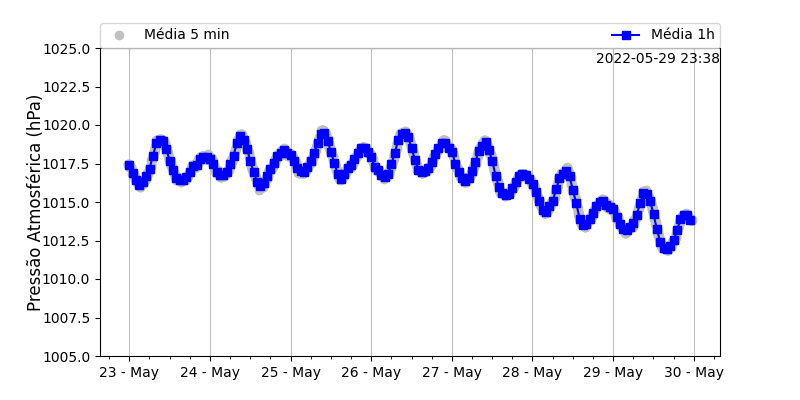 Média 5 min
Média 1h
2022-05-29 23:38
Pressão Atmosférica (hPa)
1025.0
1022.5
1020.0
1017.5
1015.0
1012.5
1010.0
1007.5
1005.0
23 - May
24 - May
25 - May
26 - May
27 - May
28 - May
29 - May
30 - May